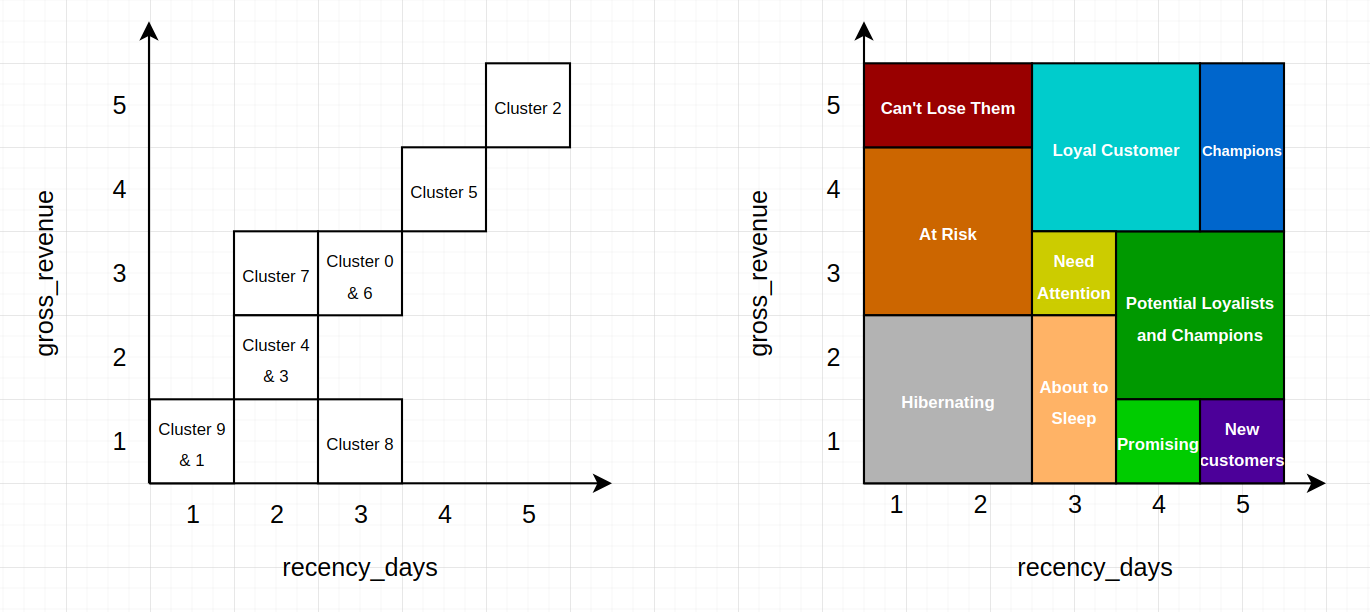 gross_revenue
5
4
3
2
1
Cluster 2
Cluster 5
Cluster 7
Cluster 0
& 6
Cluster 4
& 3
Cluster 9
& 1
Cluster 8
1
2
3
4
5
recency_days
gross_revenue
5
4
3
2
1
Can't Lose Them
Loyal Customer
Champions
At Risk
Need
Attention
Potential Loyalists
and Champions
Hibernating
About to
Sleep
Promising
New
customers
1
2
3
4
5
recency_days